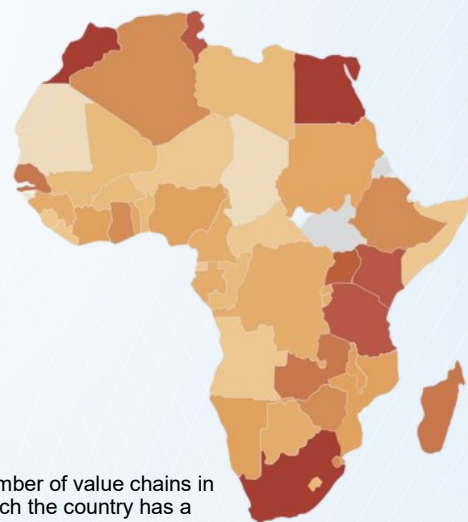 mber of value chains in
ch the country has a